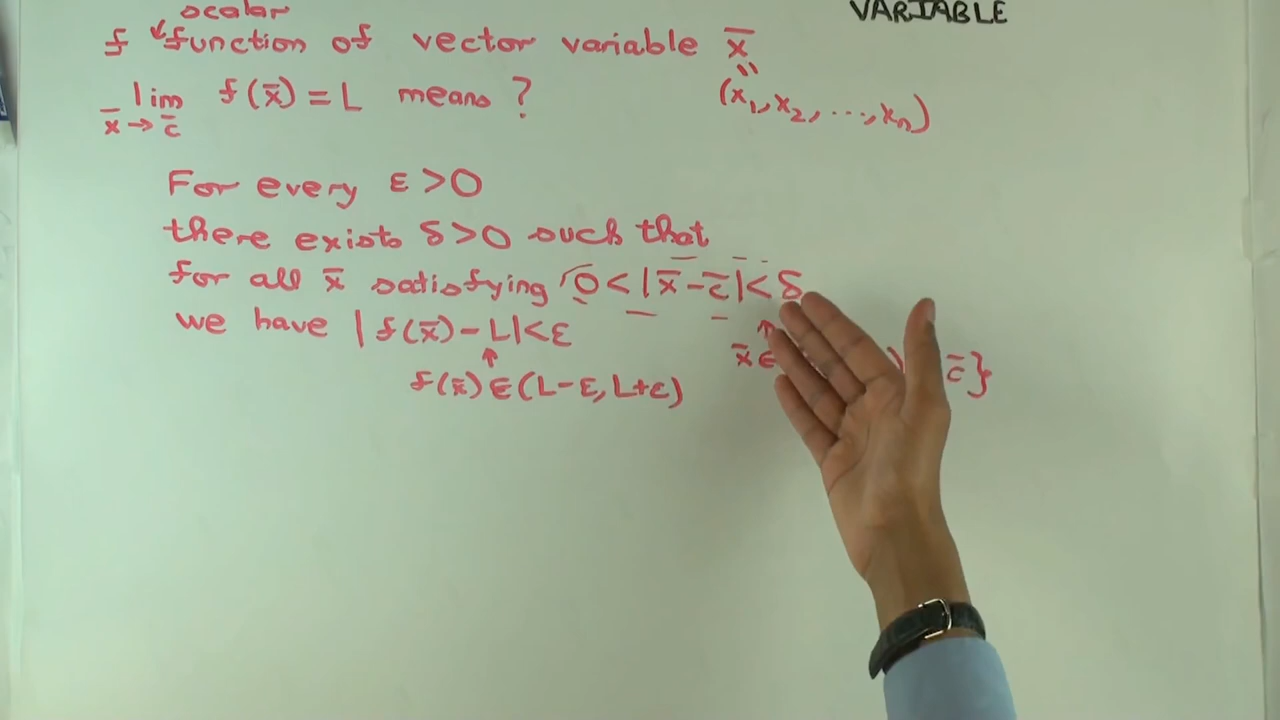 VARIABLE
scalar
f function of vector variable x̄
lim f(x̄) = L means ?
x̄ → c̄
(x₁, x₂, ..., xₙ)
For every ε > 0
there exists δ > 0 such that
for all x̄ satisfying 0 < |x̄ - c̄| < δ
we have |f(x̄) - L| < ε
x̄ ∈ ) c̄}
f(x̄) ∈ (L-ε, L+ε)